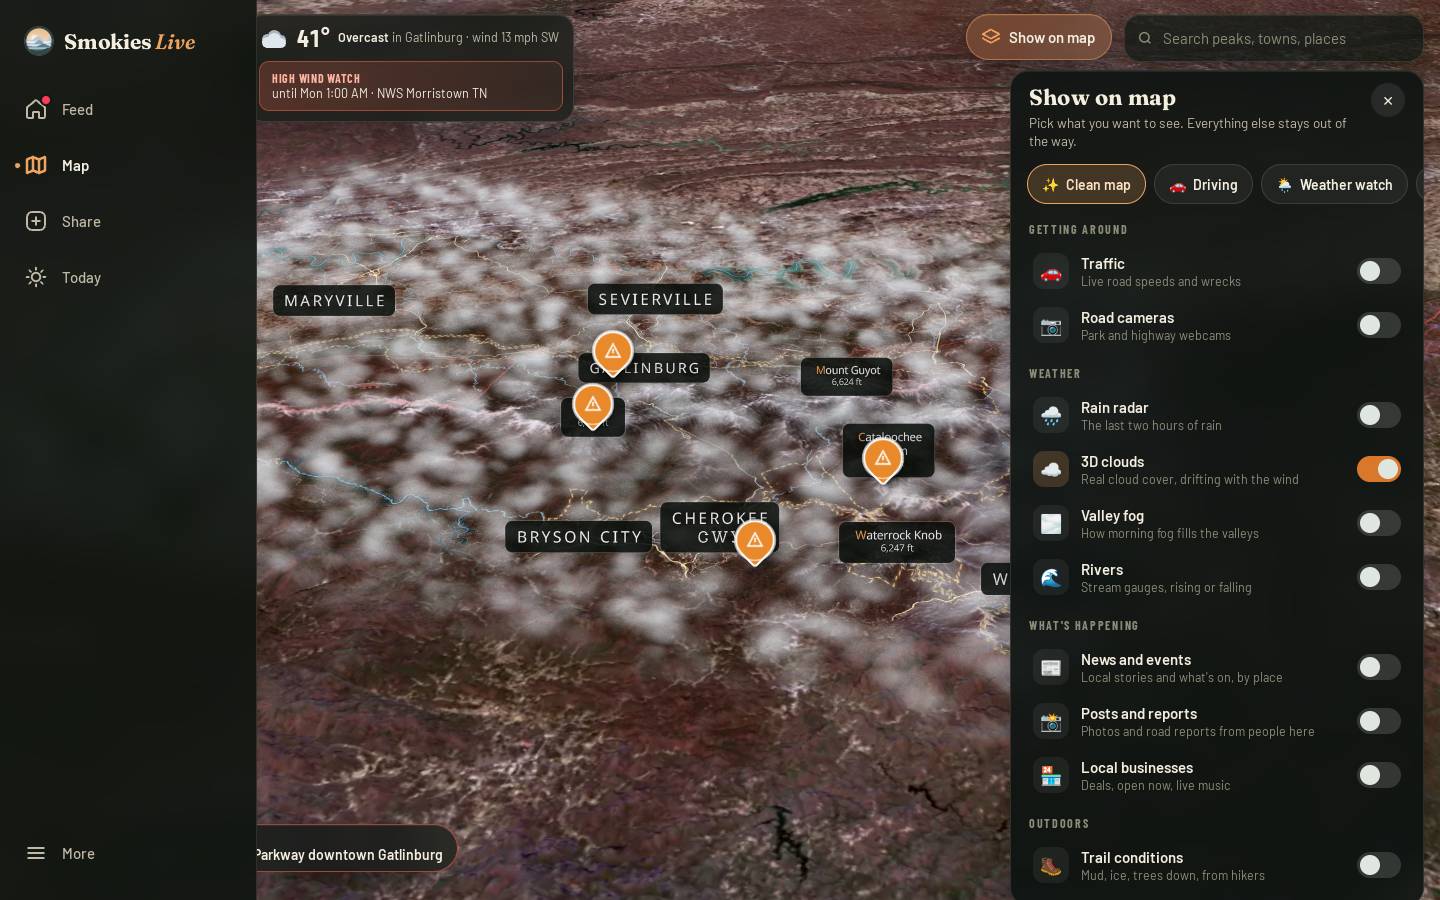 Smokies Live
Feed
Map
Share
Today
More
41° Overcast in Gatlinburg · wind 13 mph SW
HIGH WIND WATCH
until Mon 1:00 AM · NWS Morristown TN
Show on map
Search peaks, towns, places
MARYVILLE
SEVIERVILLE
Mount Guyot
6,624 ft
Cataloochee
BRYSON CITY
CHEROKEE
Waterrock Knob
6,247 ft
Parkway downtown Gatlinburg
Show on map
Pick what you want to see. Everything else stays out of
the way.
Clean map
Driving
Weather watch
GETTING AROUND
Traffic
Live road speeds and wrecks
Road cameras
Park and highway webcams
WEATHER
Rain radar
The last two hours of rain
3D clouds
Real cloud cover, drifting with the wind
Valley fog
How morning fog fills the valleys
Rivers
Stream gauges, rising or falling
WHAT'S HAPPENING
News and events
Local stories and what's on, by place
Posts and reports
Photos and road reports from people here
Local businesses
Deals, open now, live music
OUTDOORS
Trail conditions
Mud, ice, trees down, from hikers